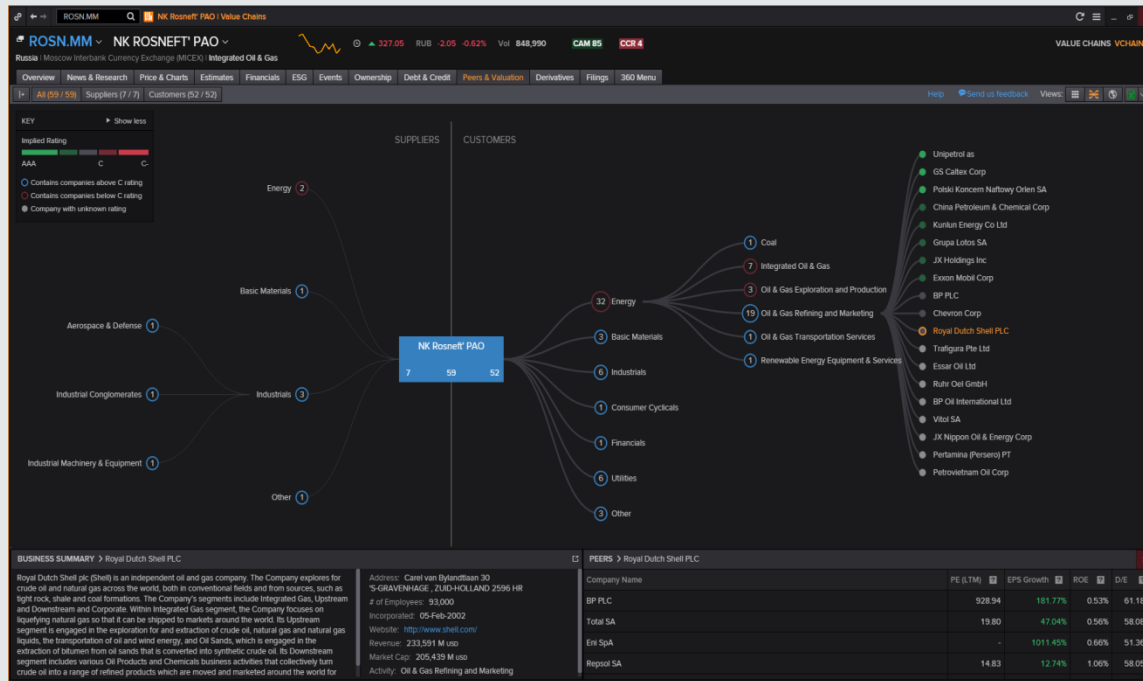 ROSN.MM NK Rosneft' PAO | Value Chains
ROSN.MM NK ROSNEFT' PAO 327.05 RUB -2.05 -0.62% Vol 848,990 CAM 85 CCR 4 VALUE CHAINS VCHAIN
Russia | Moscow Interbank Currency Exchange (MICEX) | Integrated Oil & Gas
Overview News & Research Price & Charts Estimates Financials ESG Events Ownership Debt & Credit Peers & Valuation Derivatives Filings 360 Menu
All (59 / 59) Suppliers (7 / 7) Customers (52 / 52) Help Send us feedback Views:
KEY Show less
Implied Rating
AAA C C-
Contains companies above C rating
Contains companies below C rating
Company with unknown rating
SUPPLIERS CUSTOMERS
Energy 2
Basic Materials 1
Aerospace & Defense 1
Industrial Conglomerates 1
Industrials 3
Industrial Machinery & Equipment 1
Other 1
NK Rosneft' PAO
7 59 52
32 Energy
3 Basic Materials
6 Industrials
1 Consumer Cyclicals
1 Financials
6 Utilities
3 Other
1 Coal
7 Integrated Oil & Gas
3 Oil & Gas Exploration and Production
19 Oil & Gas Refining and Marketing
1 Oil & Gas Transportation Services
1 Renewable Energy Equipment & Services
Unipetrol as
GS Caltex Corp
Polski Koncern Naftowy Orlen SA
China Petroleum & Chemical Corp
Kunlun Energy Co Ltd
Grupa Lotos SA
JX Holdings Inc
Exxon Mobil Corp
BP PLC
Chevron Corp
Royal Dutch Shell PLC
Trafigura Pte Ltd
Essar Oil Ltd
Ruhr Oel GmbH
BP Oil International Ltd
Vitol SA
JX Nippon Oil & Energy Corp
Pertamina (Persero) PT
Petrovietnam Oil Corp
BUSINESS SUMMARY > Royal Dutch Shell PLC
Royal Dutch Shell plc (Shell) is an independent oil and gas company. The Company explores for
crude oil and natural gas across the world, both in conventional fields and from sources, such as
tight rock, shale and coal formations. The Company's segments include Integrated Gas, Upstream
and Downstream and Corporate. Within Integrated Gas segment, the Company focuses on
liquefying natural gas so that it can be shipped to markets around the world. Its Upstream
segment is engaged in the exploration for and extraction of crude oil, natural gas and natural gas
liquids, the transportation of oil and wind energy, and Oil Sands, which is engaged in the
extraction of bitumen from oil sands that is converted into synthetic crude oil. Its Downstream
segment includes various Oil Products and Chemicals business activities that collectively turn
crude oil into a range of refined products which are moved and marketed around the world for
Address: Carel van Bylandtlaan 30
'S-GRAVENHAGE , ZUID-HOLLAND 2596 HR
# of Employees: 93,000
Incorporated: 05-Feb-2002
Website: http://www.shell.com/
Revenue: 233,591 M USD
Market Cap: 205,439 M USD
Activity: Oil & Gas Refining and Marketing
PEERS > Royal Dutch Shell PLC
Company Name PE (LTM) ? EPS Growth ? ROE ? D/E
BP PLC 928.94 181.77% 0.53% 61.18
Total SA 19.80 47.04% 0.56% 58.08
Eni SpA - 1011.45% 0.66% 51.36
Repsol SA 14.83 12.74% 1.06% 58.05